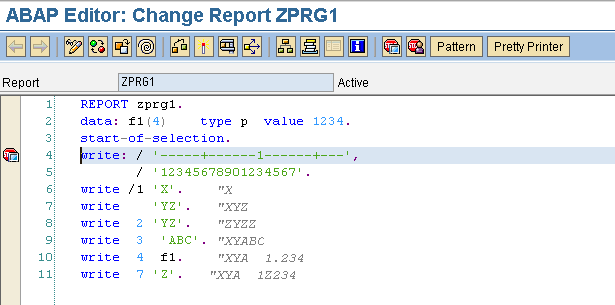 ABAP Editor: Change Report ZPRG1
Pattern Pretty Printer
Report ZPRG1 Active
1 REPORT zprg1.
2 data: f1(4) type p value 1234.
3 start-of-selection.
4 write: / '-----+------1------+---',
5 / '12345678901234567'.
6 write /1 'X'. "X
7 write 'YZ'. "XYZ
8 write 2 'YZ'. "ZYZZ
9 write 3 'ABC'. "XYABC
10 write 4 f1. "XYA 1.234
11 write 7 'Z'. "XYA 1Z234